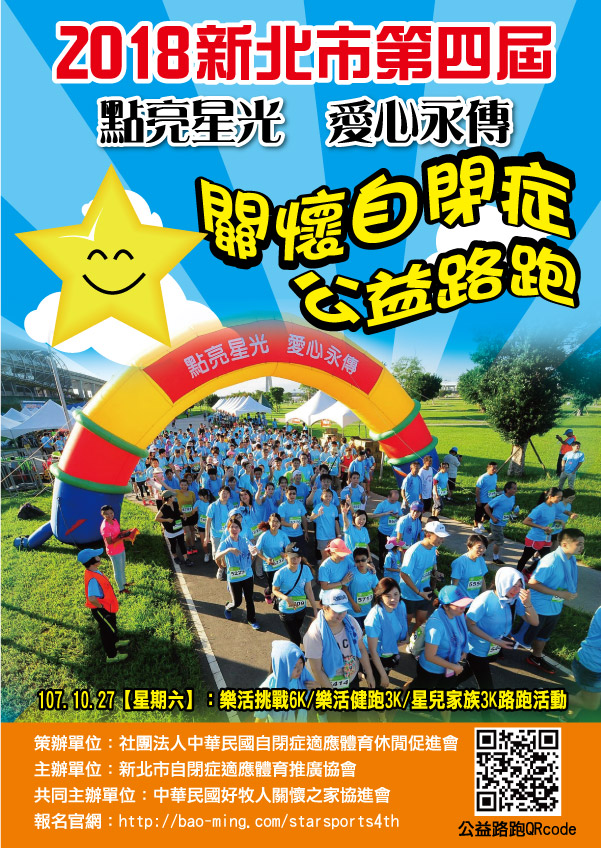 2018新北市第四屆
點亮星光 愛心永傳
關懷自閉症
公益路跑
點亮星光 愛心永傳
107.10.27【星期六】:樂活挑戰6K/樂活健跑3K/星兒家族3K路跑活動
策辦單位:社團法人中華民國自閉症適應體育休閒促進會
主辦單位:新北市自閉症適應體育推廣協會
共同主辦單位:中華民國好牧人關懷之家協進會
報名官網:http://bao-ming.com/starsports4th
公益路跑QRcode